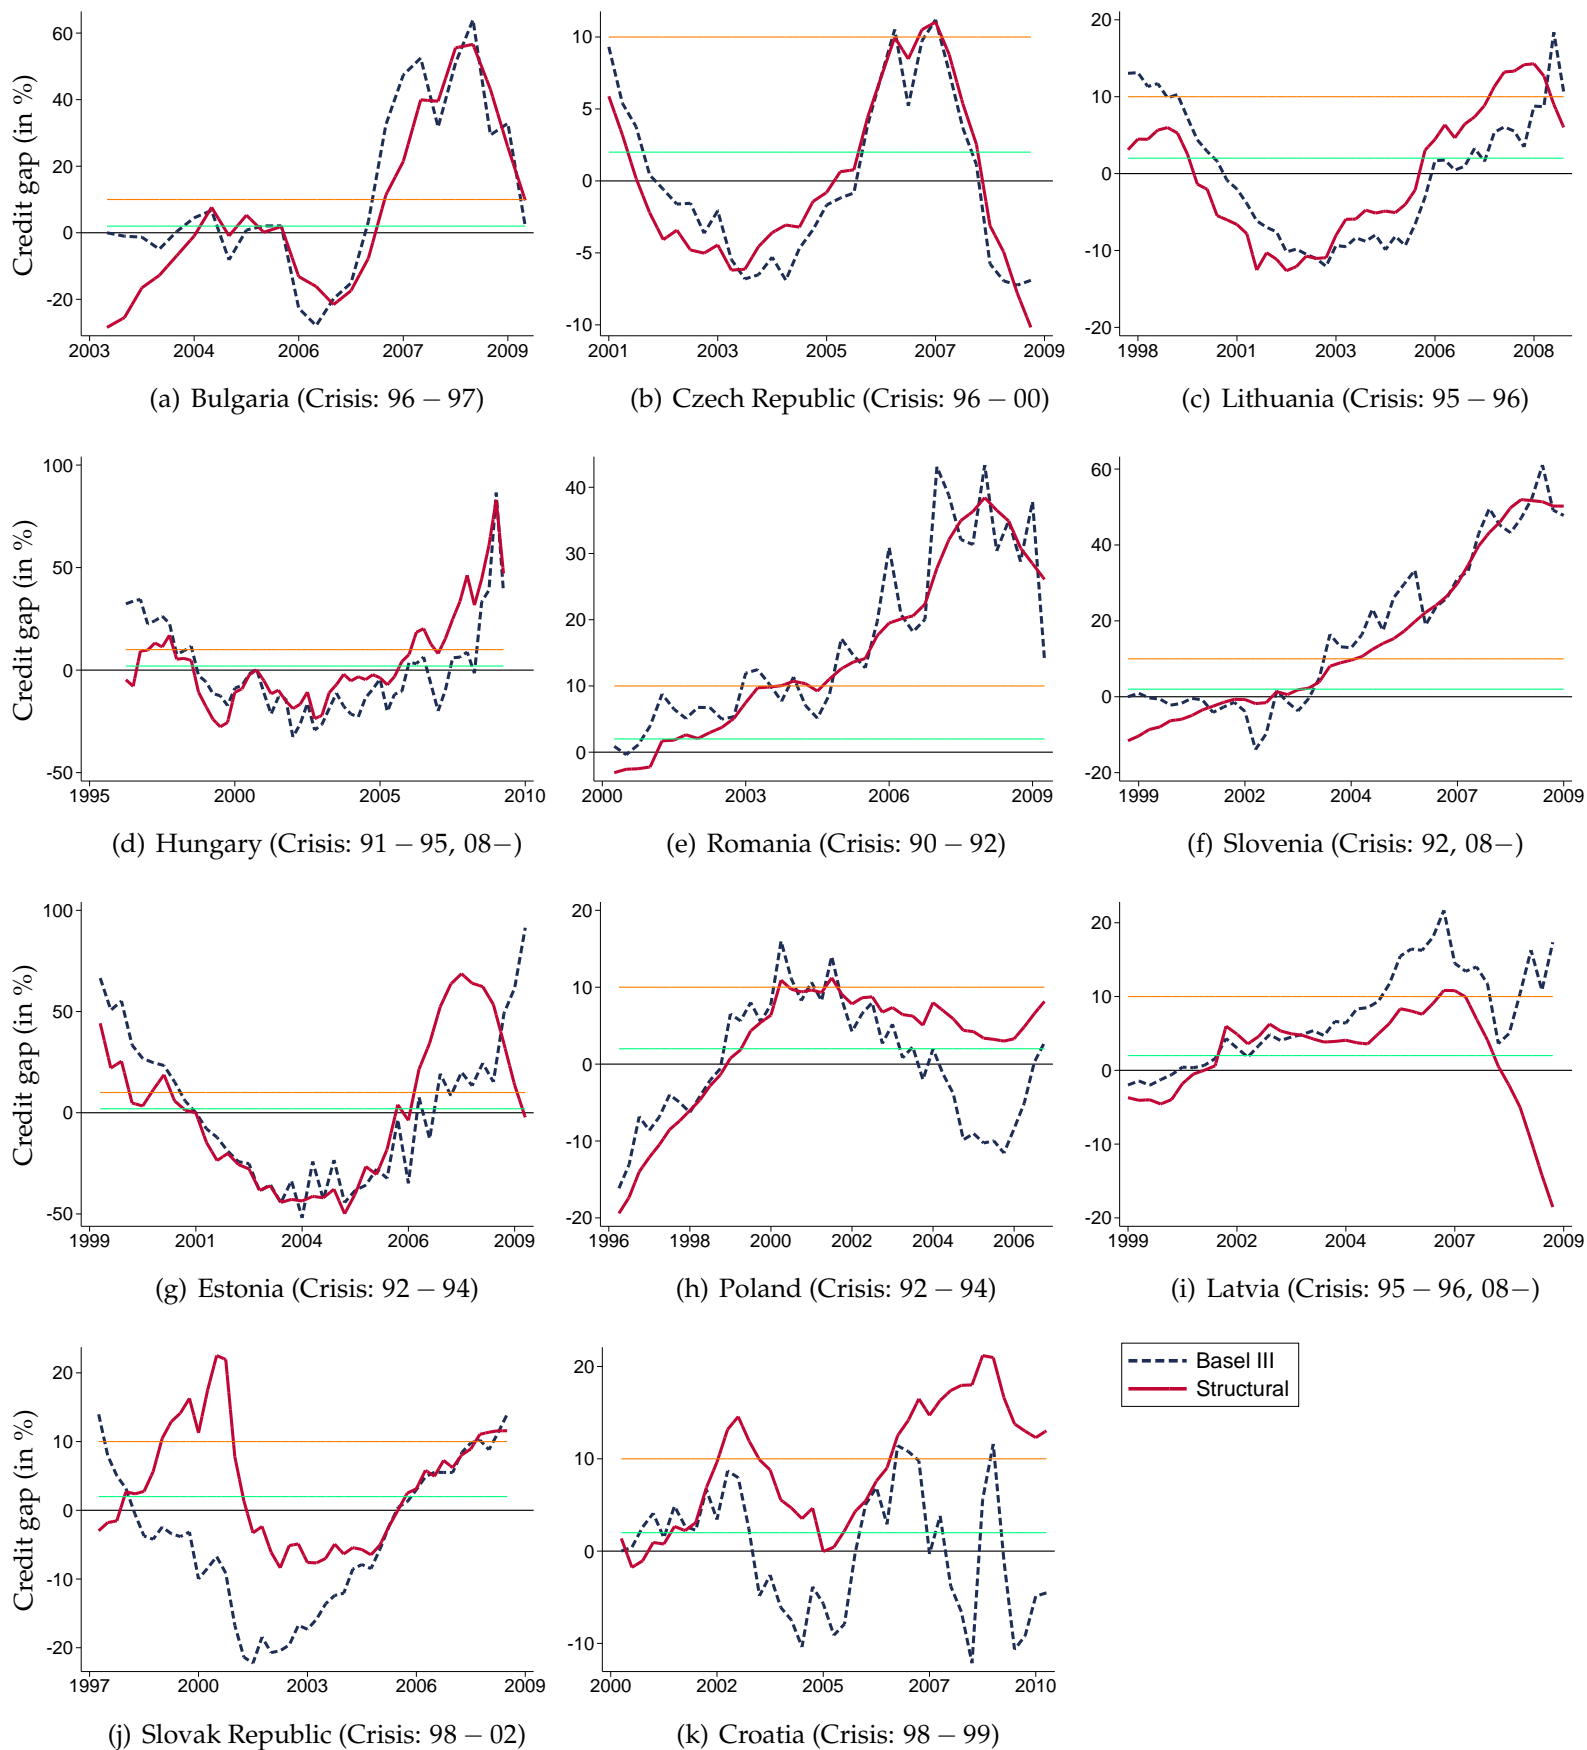 Credit gap (in %)
60
40
20
0
-20
2003 2004 2006 2007 2009
(a) Bulgaria (Crisis: 96 – 97)
10
5
0
-5
-10
2001 2003 2005 2007 2009
(b) Czech Republic (Crisis: 96 – 00)
20
10
0
-10
-20
1998 2001 2003 2006 2008
(c) Lithuania (Crisis: 95 – 96)
Credit gap (in %)
100
50
0
-50
1995 2000 2005 2010
(d) Hungary (Crisis: 91 – 95, 08–)
40
30
20
10
0
2000 2003 2006 2009
(e) Romania (Crisis: 90 – 92)
60
40
20
0
-20
1999 2002 2004 2007 2009
(f) Slovenia (Crisis: 92, 08–)
Credit gap (in %)
100
50
0
-50
1999 2001 2004 2006 2009
(g) Estonia (Crisis: 92 – 94)
20
10
0
-10
-20
1996 1998 2000 2002 2004 2006
(h) Poland (Crisis: 92 – 94)
20
10
0
-10
-20
1999 2002 2004 2007 2009
(i) Latvia (Crisis: 95 – 96, 08–)
Credit gap (in %)
20
10
0
-10
-20
1997 2000 2003 2006 2009
(j) Slovak Republic (Crisis: 98 – 02)
20
10
0
-10
2000 2002 2005 2007 2010
(k) Croatia (Crisis: 98 – 99)
Basel III
Structural